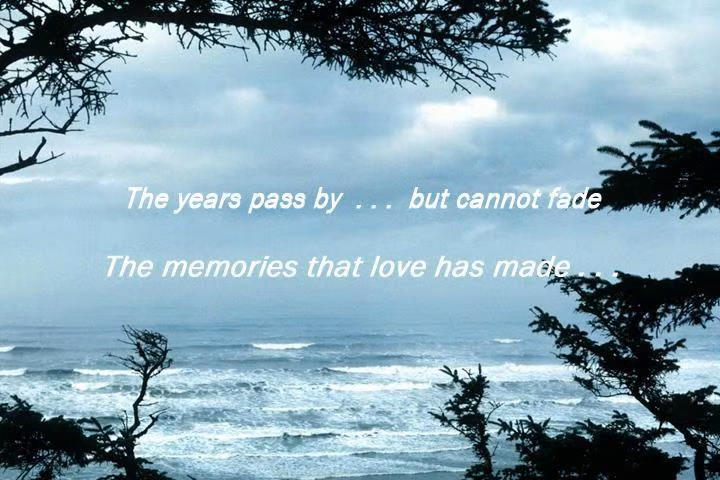 The years pass by . . . but cannot fade
The memories that love has made . . .